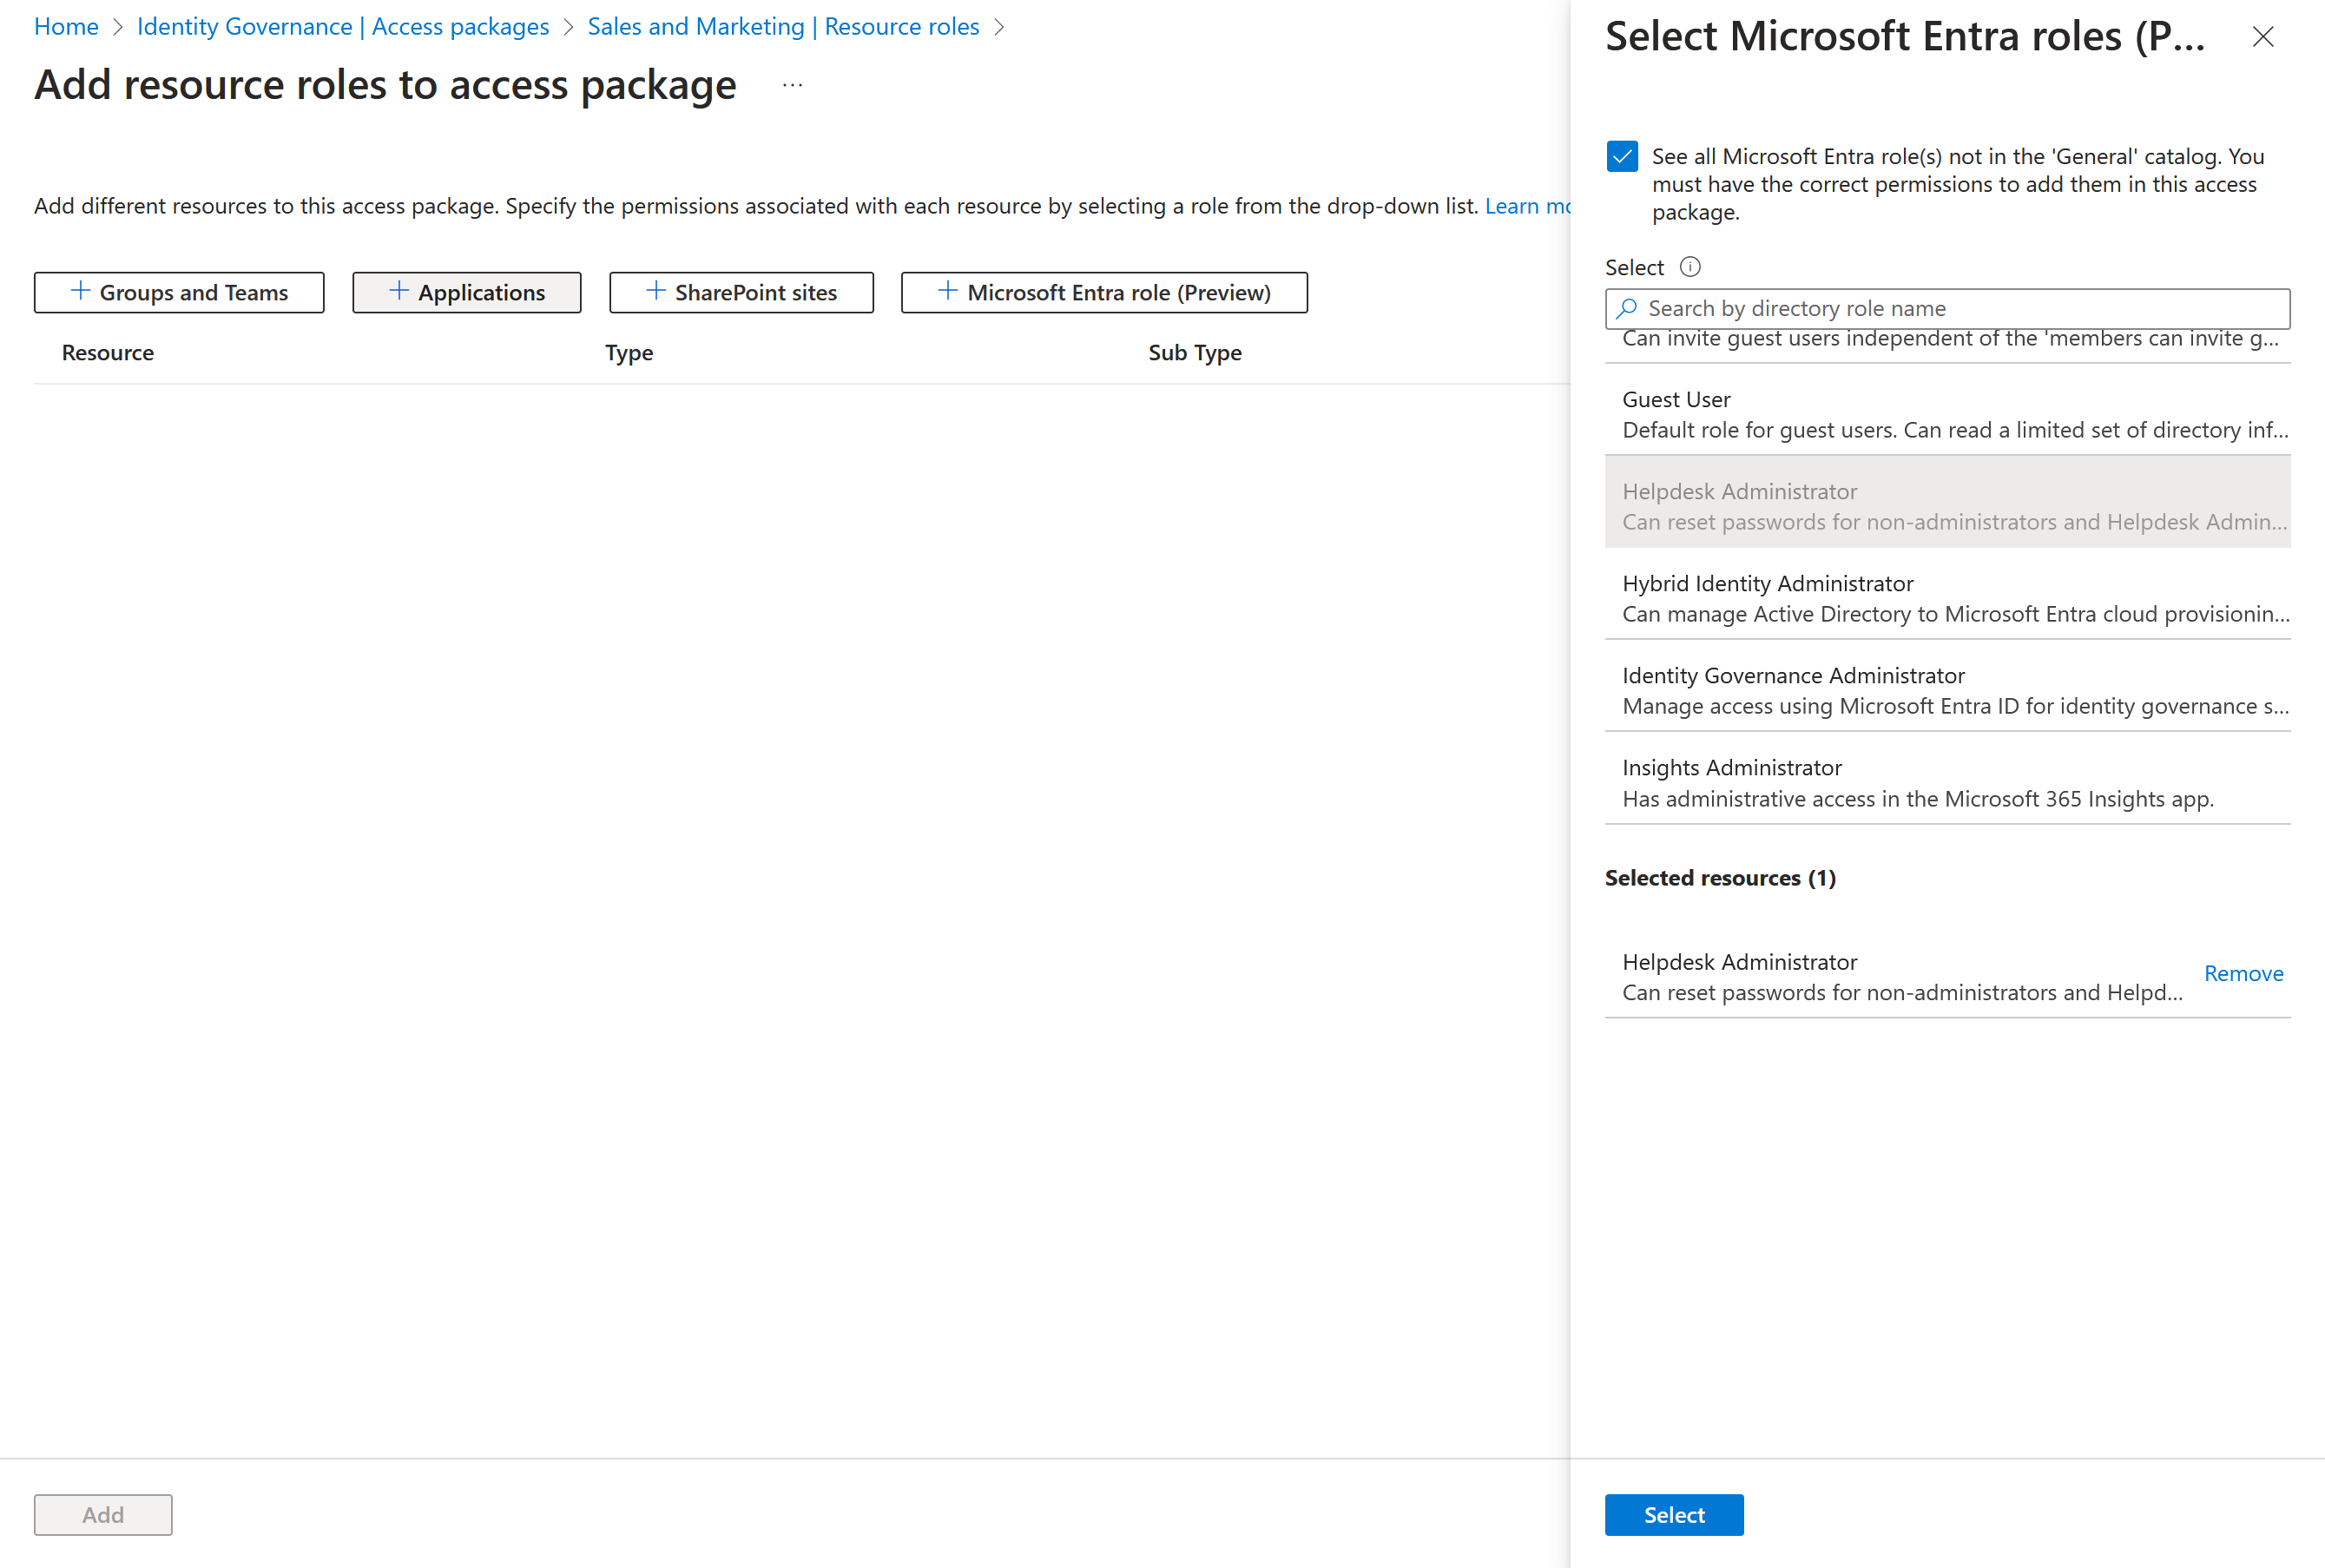 Home > Identity Governance | Access packages > Sales and Marketing | Resource roles >
Add resource roles to access package ...
Add different resources to this access package. Specify the permissions associated with each resource by selecting a role from the drop-down list. Learn
+ Groups and Teams
+ Applications
+ SharePoint sites
+ Microsoft Entra role (Preview)
Resource Type Sub Type
Add
Select Microsoft Entra roles (P...
See all Microsoft Entra role(s) not in the 'General' catalog. You
must have the correct permissions to add them in this access
package.
Select
Search by directory role name
Can invite guest users independent of the 'members can invite g...
Guest User
Default role for guest users. Can read a limited set of directory inf...
Helpdesk Administrator
Can reset passwords for non-administrators and Helpdesk Admin...
Hybrid Identity Administrator
Can manage Active Directory to Microsoft Entra cloud provisionin...
Identity Governance Administrator
Manage access using Microsoft Entra ID for identity governance s...
Insights Administrator
Has administrative access in the Microsoft 365 Insights app.
Selected resources (1)
Helpdesk Administrator
Can reset passwords for non-administrators and Helpd...
Remove
Select